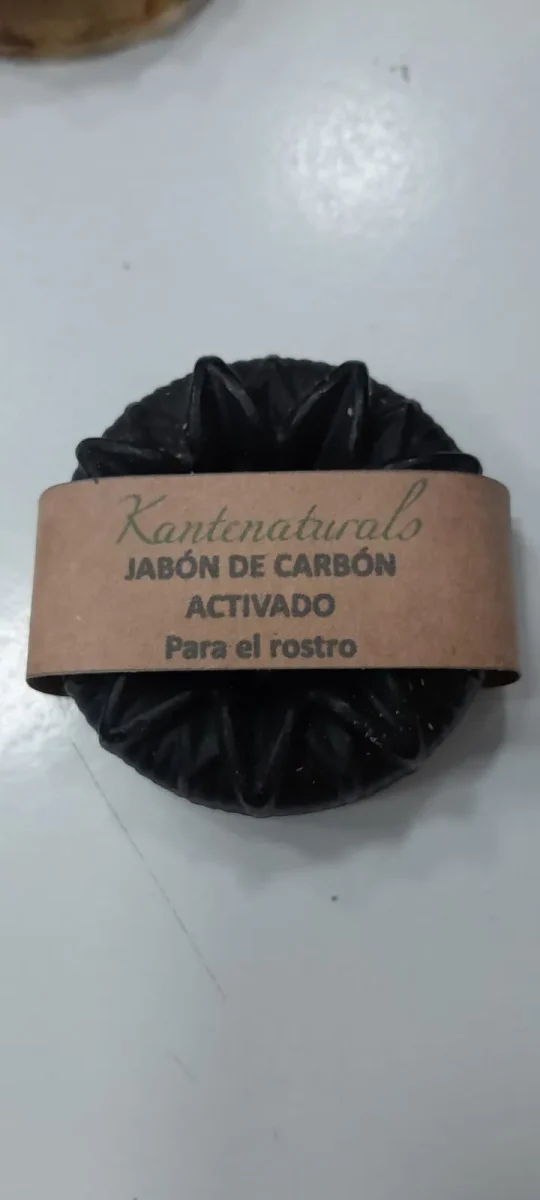 Kantenaturals
JABÓN DE CARBÓN
ACTIVADO
Para el rostro